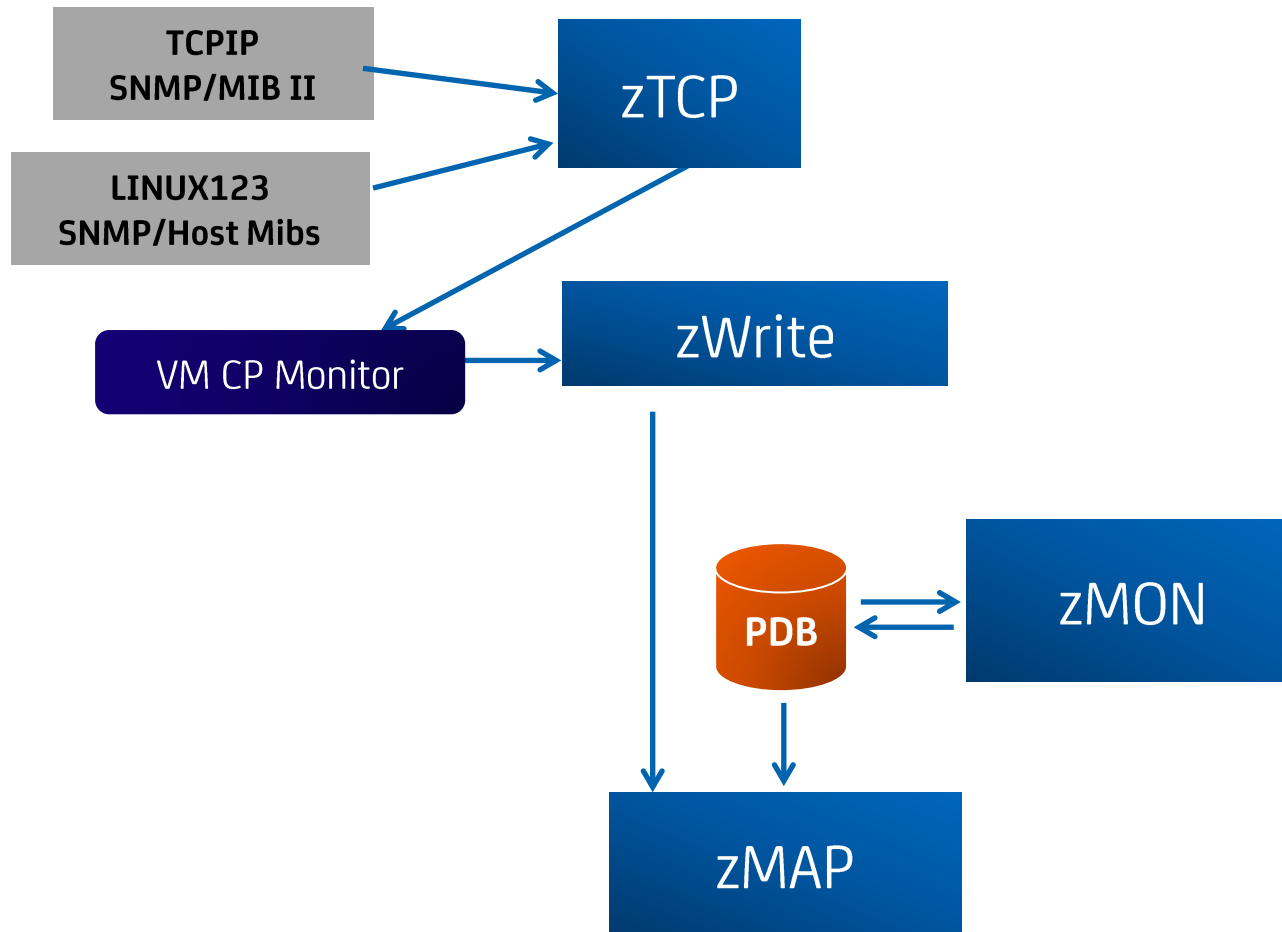 TCPIP
SNMP/MIB II
zTCP
LINUX123
SNMP/Host Mibs
zWrite
VM CP Monitor
zMON
PDB
zMAP